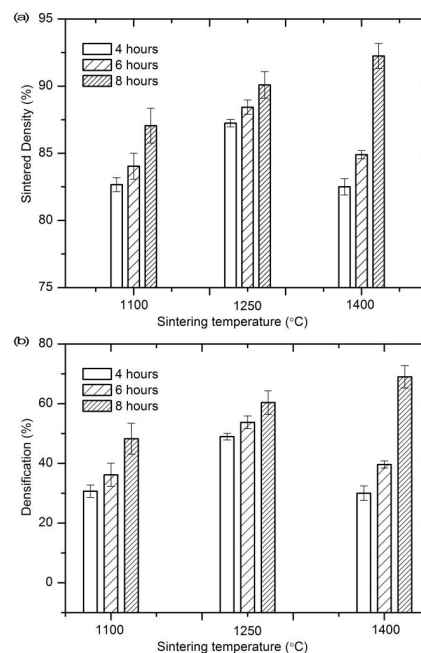 (a)
95
90
85
80
75
Sintered Density (%)
4 hours
6 hours
8 hours
1100 1250 1400
Sintering temperature (°C)
(b)
80
60
40
20
0
Densification (%)
4 hours
6 hours
8 hours
1100 1250 1400
Sintering temperature (°C)